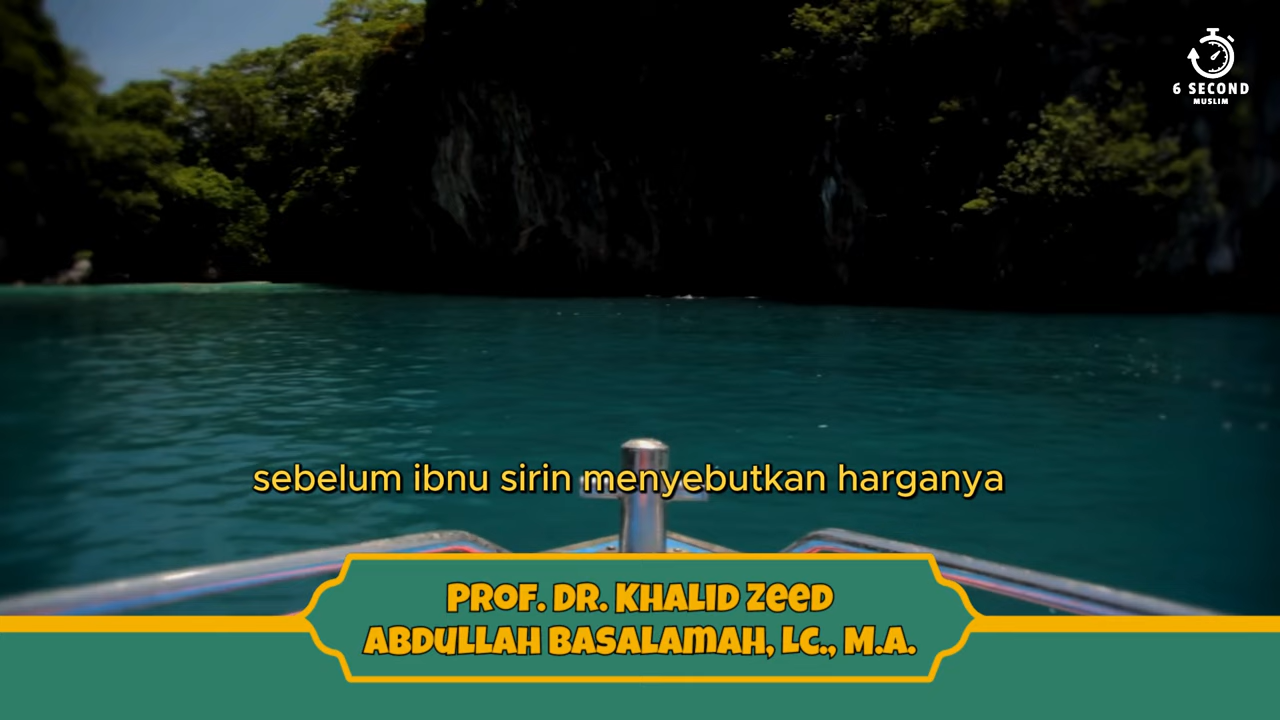 6 SECOND
MUSLIM
sebelum ibnu sirin menyebutkan harganya
PROF. DR. KHALID ZEED
ABDULLAH BASALAMAH, LC., M.A.